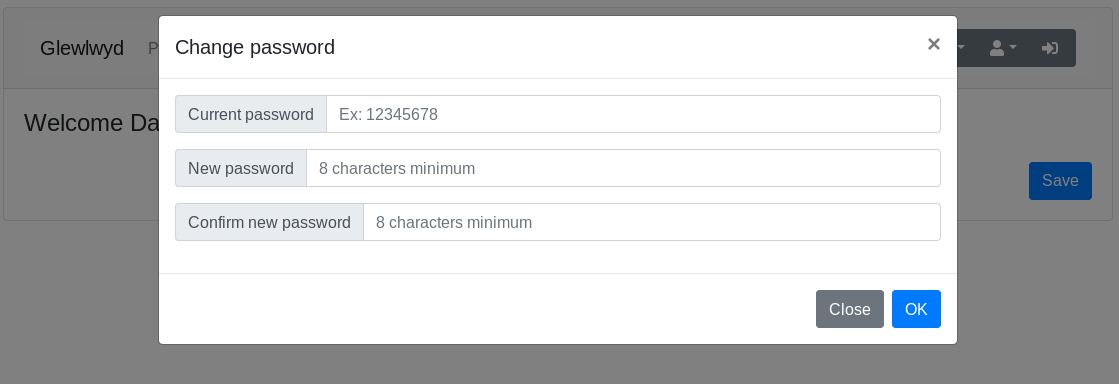 Glewlwyd P
Change password ×
Current password Ex: 12345678
Welcome Da
New password 8 characters minimum
Save
Confirm new password 8 characters minimum
Close OK